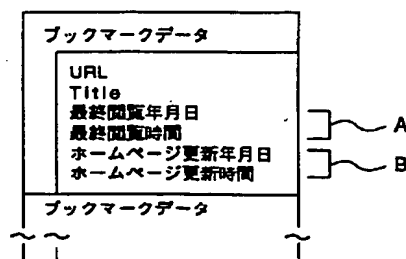 ブックマークデータ
URL
Title
最終閲覧年月日
最終閲覧時間
A
ホームページ更新年月日
ホームページ更新時間
B
ブックマークデータ